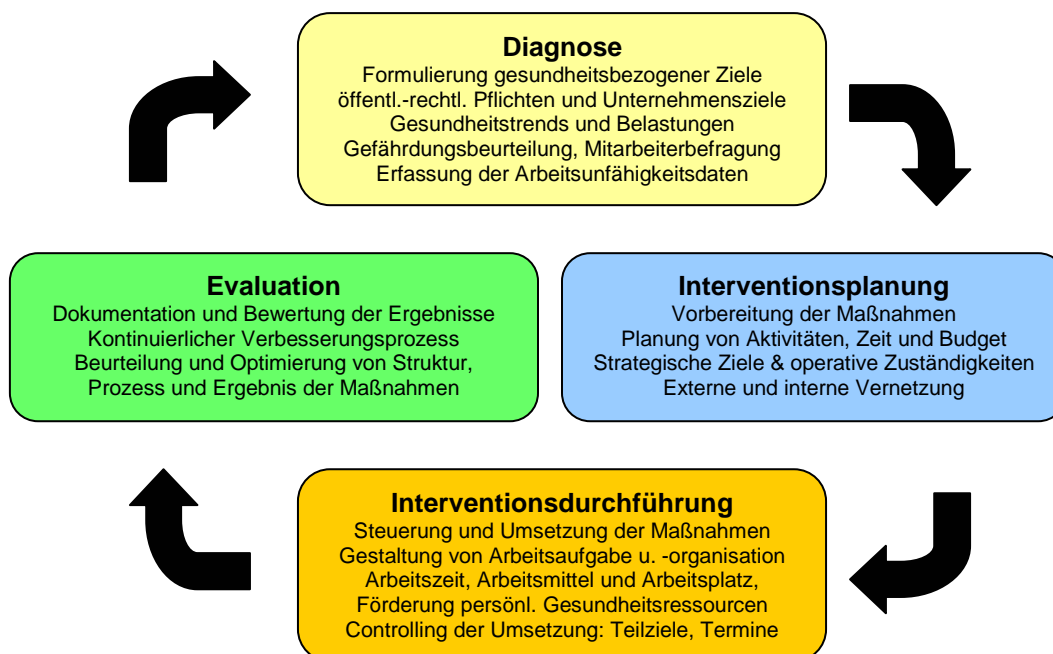 Diagnose
Formulierung gesundheitsbezogener Ziele
öffentl.-rechtl. Pflichten und Unternehmensziele
Gesundheitstrends und Belastungen
Gefährdungsbeurteilung, Mitarbeiterbefragung
Erfassung der Arbeitsunfähigkeitsdaten
Evaluation
Dokumentation und Bewertung der Ergebnisse
Kontinuierlicher Verbesserungsprozess
Beurteilung und Optimierung von Struktur,
Prozess und Ergebnis der Maßnahmen
Interventionsplanung
Vorbereitung der Maßnahmen
Planung von Aktivitäten, Zeit und Budget
Strategische Ziele & operative Zuständigkeiten
Externe und interne Vernetzung
Interventionsdurchführung
Steuerung und Umsetzung der Maßnahmen
Gestaltung von Arbeitsaufgabe u. -organisation
Arbeitszeit, Arbeitsmittel und Arbeitsplatz,
Förderung persönl. Gesundheitsressourcen
Controlling der Umsetzung: Teilziele, Termine